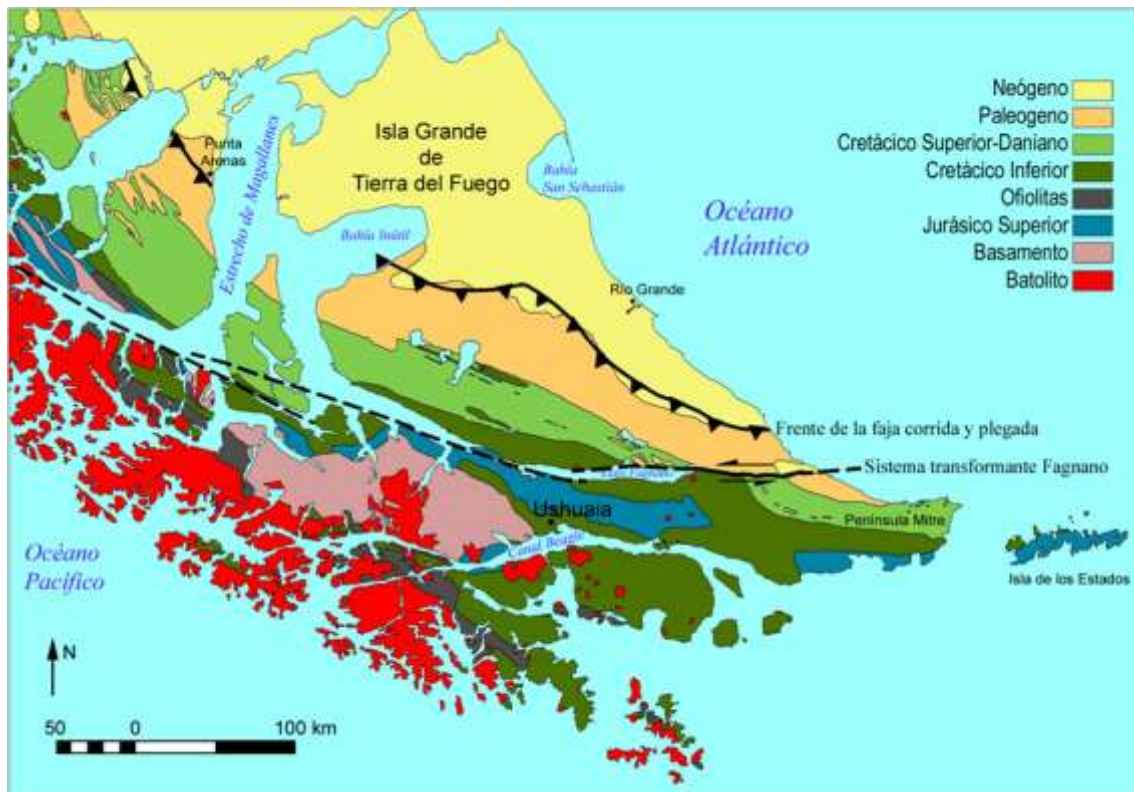 Neógeno
Paleogeno
Cretácico Superior-Daniano
Cretácico Inferior
Ofiolitas
Jurásico Superior
Basamento
Batolito
Isla Grande
de
Tierra del Fuego
Punta
Arenas
Estrecho de Magallanes
Bahía
San Sebastián
Océano
Atlántico
Bahía Inútil
Río Grande
Frente de la faja corrida y plegada
Sistema transformante Fagnano
Lago Fagnano
Ushuaia
Península Mitre
Canal Beagle
Océano
Pacífico
Isla de los Estados
N
50 0 100 km